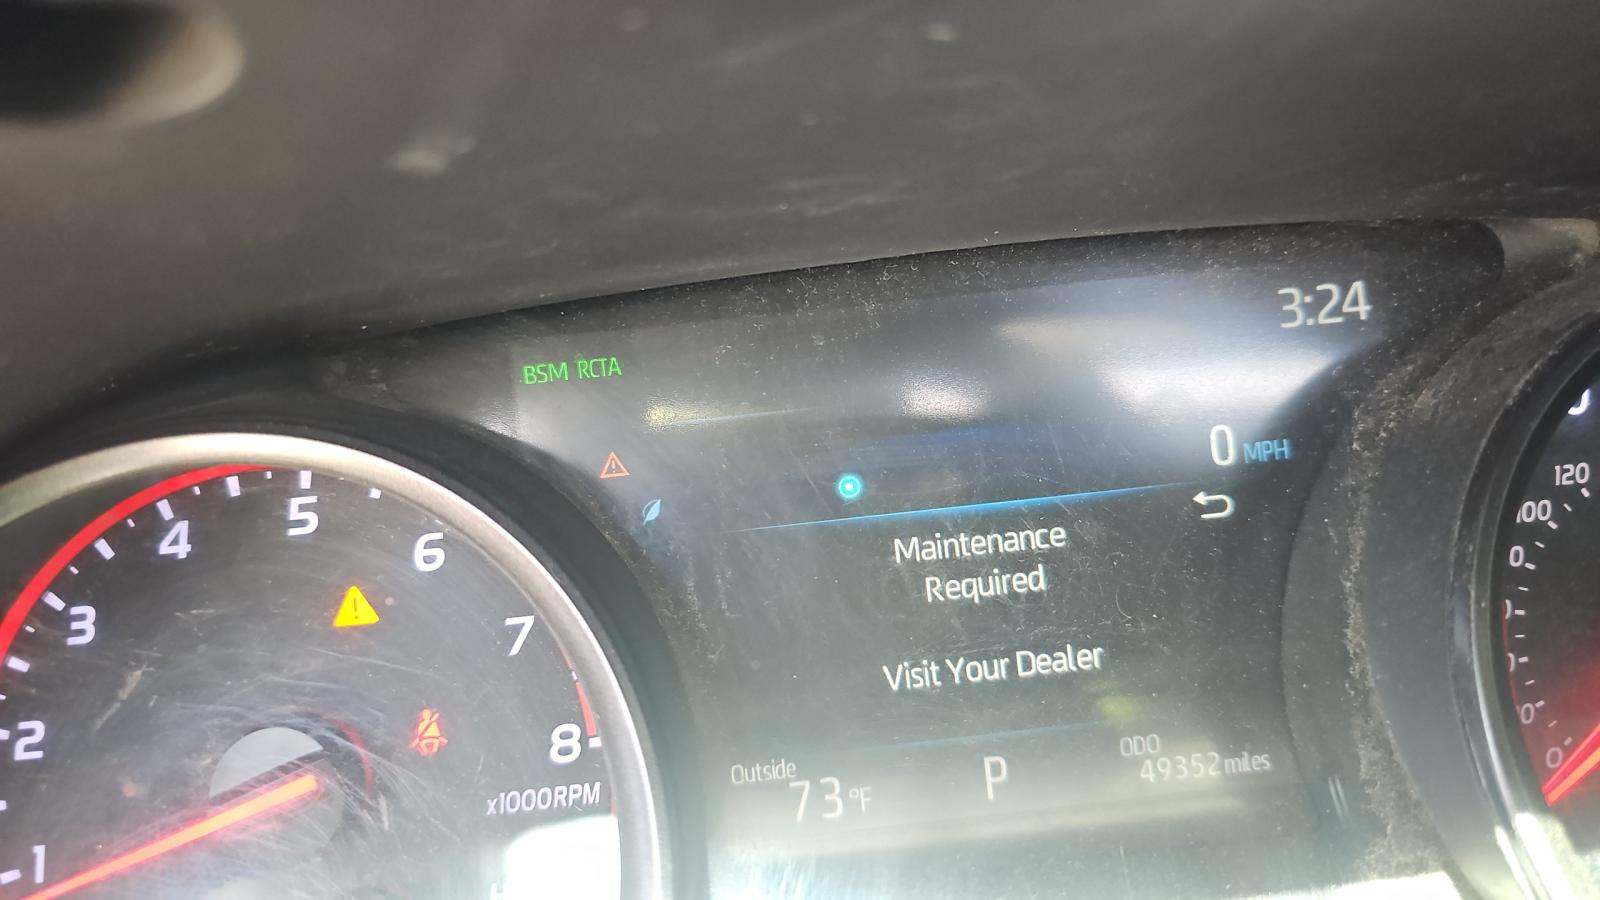 3:24
BSM RCTA
0 MPH
Maintenance
Required
Visit Your Dealer
Outside
73°F
P
ODO
49352 miles
1
2
3
4
5
6
7
8
x1000RPM
120
100
0